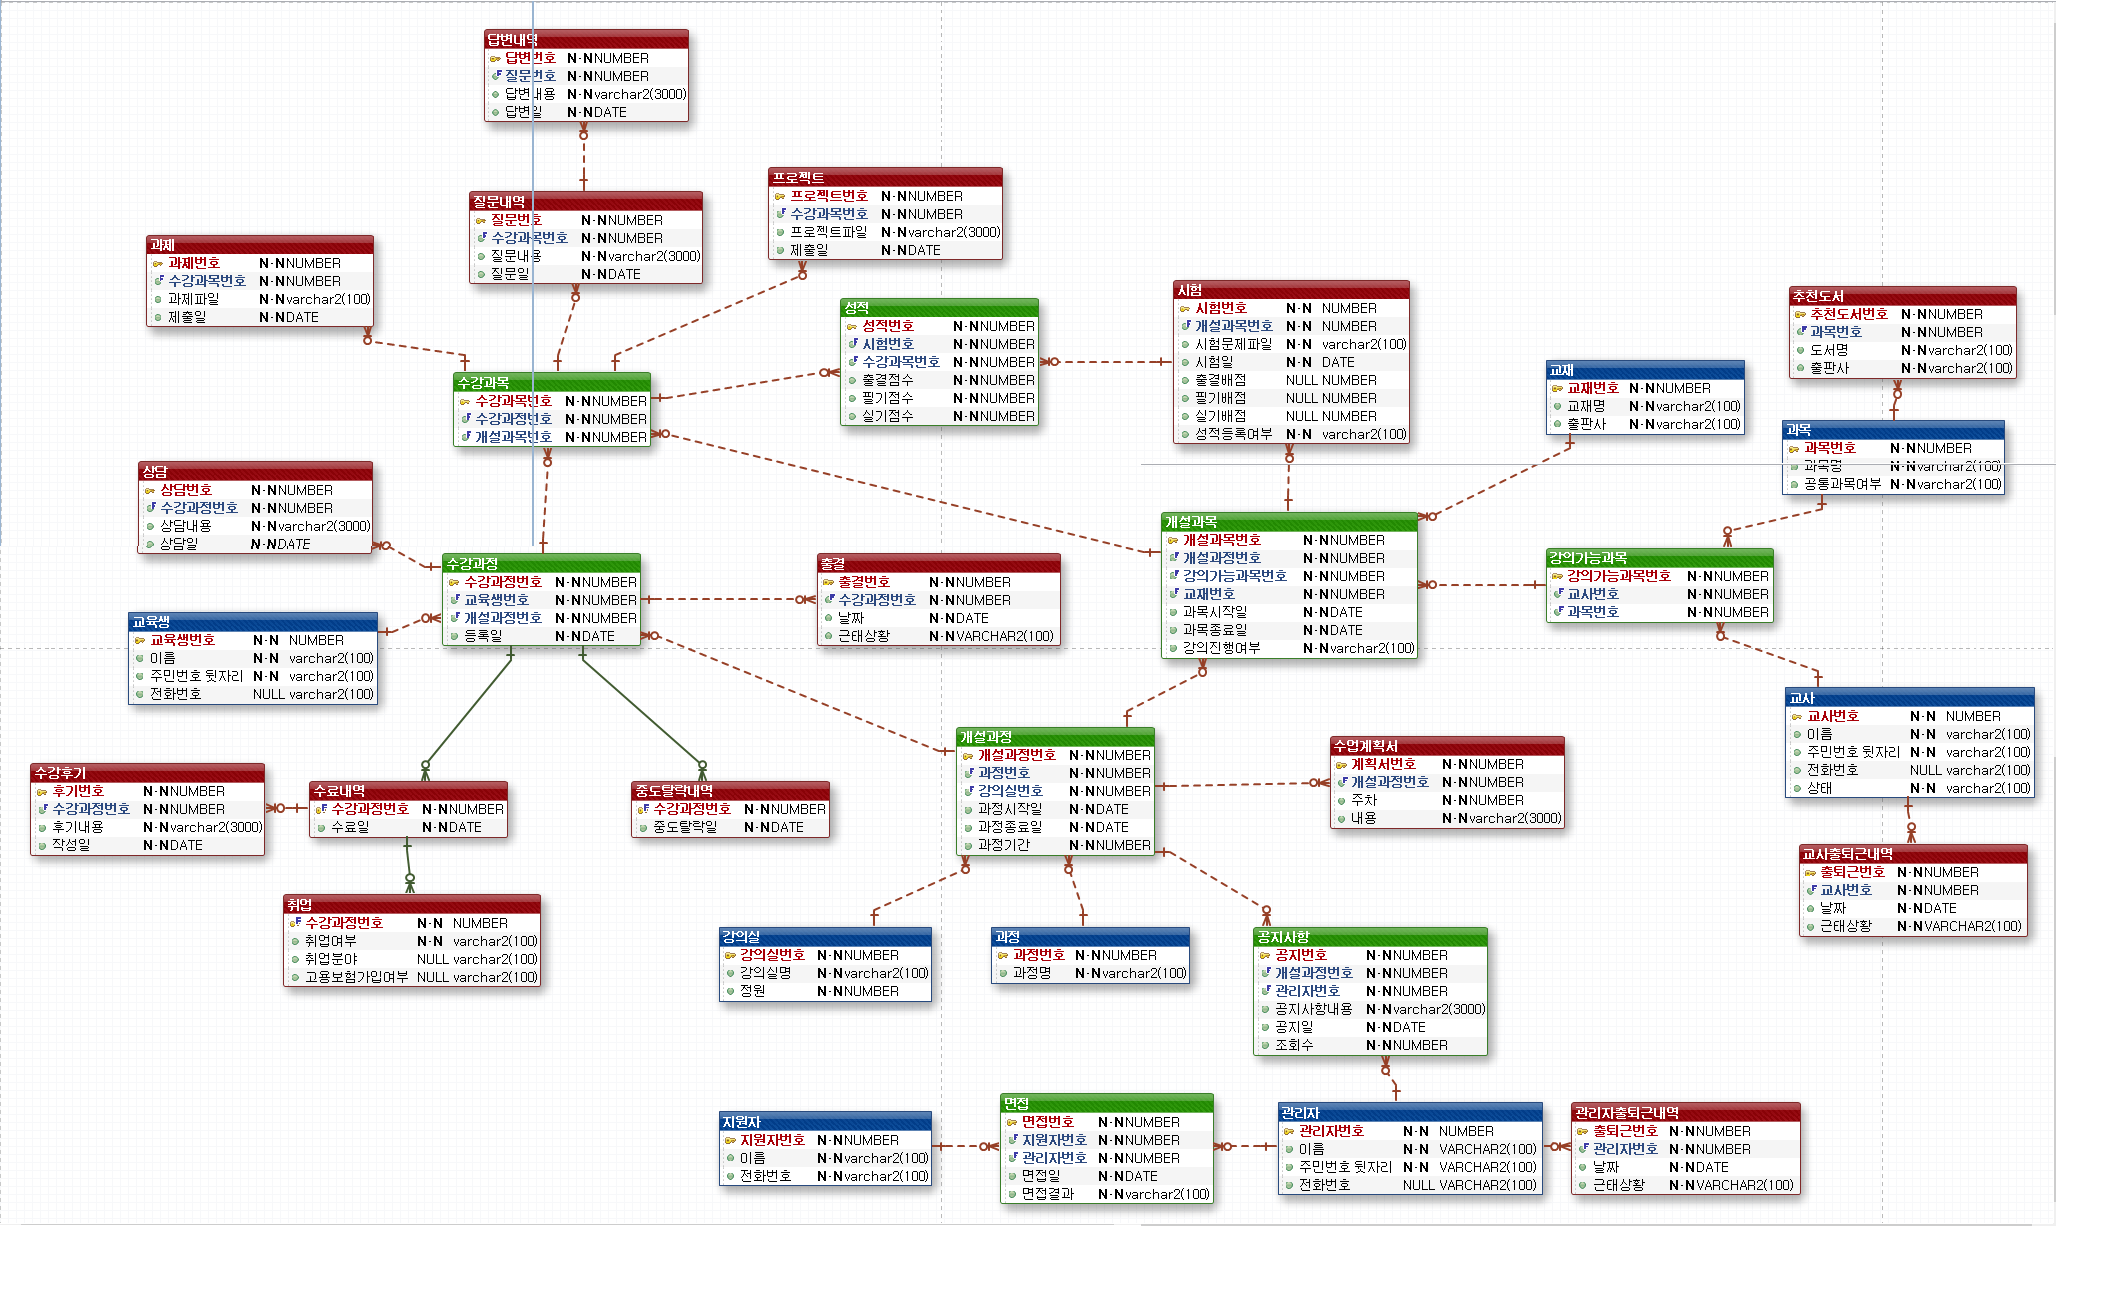 답변내역
답변번호 N-N NUMBER
질문번호 N-N NUMBER
답변내용 N-N varchar2(3000)
답변일 N-N DATE
프로젝트
프로젝트번호 N-N NUMBER
수강과목번호 N-N NUMBER
프로젝트파일 N-N varchar2(3000)
제출일 N-N DATE
질문내역
질문번호 N-N NUMBER
수강과목번호 N-N NUMBER
질문내용 N-N varchar2(3000)
질문일 N-N DATE
과제
과제번호 N-N NUMBER
수강과목번호 N-N NUMBER
과제파일 N-N varchar2(100)
제출일 N-N DATE
성적
성적번호 N-N NUMBER
시험번호 N-N NUMBER
수강과목번호 N-N NUMBER
출결점수 N-N NUMBER
필기점수 N-N NUMBER
실기점수 N-N NUMBER
시험
시험번호 N-N NUMBER
개설과목번호 N-N NUMBER
시험문제파일 N-N varchar2(100)
시험일 N-N DATE
출결배점 NULL NUMBER
필기배점 NULL NUMBER
실기배점 NULL NUMBER
성적등록여부 N-N varchar2(100)
추천도서
추천도서번호 N-N NUMBER
과목번호 N-N NUMBER
도서명 N-N varchar2(100)
출판사 N-N varchar2(100)
교재
교재번호 N-N NUMBER
교재명 N-N varchar2(100)
출판사 N-N varchar2(100)
수강과목
수강과목번호 N-N NUMBER
수강과정번호 N-N NUMBER
개설과목번호 N-N NUMBER
과목
과목번호 N-N NUMBER
과목명 N-N varchar2(100)
공통과목여부 N-N varchar2(100)
상담
상담번호 N-N NUMBER
수강과정번호 N-N NUMBER
상담내용 N-N varchar2(3000)
상담일 N-N DATE
개설과목
개설과목번호 N-N NUMBER
개설과정번호 N-N NUMBER
강의가능과목번호 N-N NUMBER
교재번호 N-N NUMBER
과목시작일 N-N DATE
과목종료일 N-N DATE
강의진행여부 N-N varchar2(100)
강의가능과목
강의가능과목번호 N-N NUMBER
교사번호 N-N NUMBER
과목번호 N-N NUMBER
수강과정
수강과정번호 N-N NUMBER
교육생번호 N-N NUMBER
개설과정번호 N-N NUMBER
등록일 N-N DATE
출결
출결번호 N-N NUMBER
수강과정번호 N-N NUMBER
날짜 N-N DATE
근태상황 N-N VARCHAR2(100)
교육생
교육생번호 N-N NUMBER
이름 N-N varchar2(100)
주민번호 뒷자리 N-N varchar2(100)
전화번호 NULL varchar2(100)
교사
교사번호 N-N NUMBER
이름 N-N varchar2(100)
주민번호 뒷자리 N-N varchar2(100)
전화번호 NULL varchar2(100)
상태 N-N varchar2(100)
개설과정
개설과정번호 N-N NUMBER
과정번호 N-N NUMBER
강의실번호 N-N NUMBER
과정시작일 N-N DATE
과정종료일 N-N DATE
과정기간 N-N NUMBER
수업계획서
계획서번호 N-N NUMBER
개설과정번호 N-N NUMBER
주차 N-N NUMBER
내용 N-N varchar2(3000)
수강후기
후기번호 N-N NUMBER
수강과정번호 N-N NUMBER
후기내용 N-N varchar2(3000)
작성일 N-N DATE
수료내역
수강과정번호 N-N NUMBER
수료일 N-N DATE
중도탈락내역
수강과정번호 N-N NUMBER
중도탈락일 N-N DATE
교사출퇴근내역
출퇴근번호 N-N NUMBER
교사번호 N-N NUMBER
날짜 N-N DATE
근태상황 N-N VARCHAR2(100)
취업
수강과정번호 N-N NUMBER
취업여부 N-N varchar2(100)
취업분야 NULL varchar2(100)
고용보험가입여부 NULL varchar2(100)
강의실
강의실번호 N-N NUMBER
강의실명 N-N varchar2(100)
정원 N-N NUMBER
과정
과정번호 N-N NUMBER
과정명 N-N varchar2(100)
공지사항
공지번호 N-N NUMBER
개설과정번호 N-N NUMBER
관리자번호 N-N NUMBER
공지사항내용 N-N varchar2(3000)
공지일 N-N DATE
조회수 N-N NUMBER
지원자
지원자번호 N-N NUMBER
이름 N-N varchar2(100)
전화번호 N-N varchar2(100)
면접
면접번호 N-N NUMBER
지원자번호 N-N NUMBER
관리자번호 N-N NUMBER
면접일 N-N DATE
면접결과 N-N varchar2(100)
관리자
관리자번호 N-N NUMBER
이름 N-N VARCHAR2(100)
주민번호 뒷자리 N-N VARCHAR2(100)
전화번호 NULL VARCHAR2(100)
관리자출퇴근내역
출퇴근번호 N-N NUMBER
관리자번호 N-N NUMBER
날짜 N-N DATE
근태상황 N-N VARCHAR2(100)